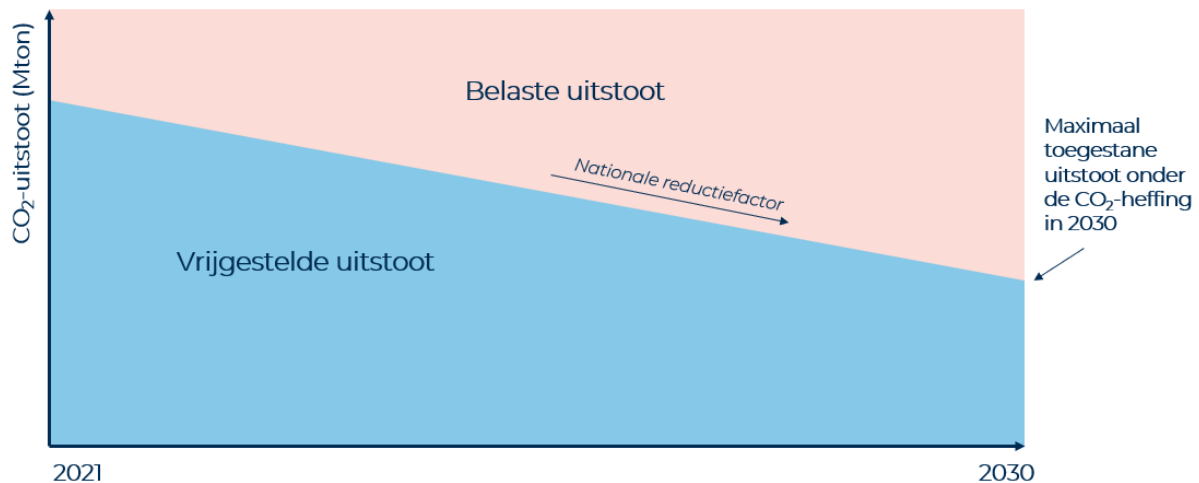 CO₂-uitstoot (Mton)
Belaste uitstoot
Nationale reductiefactor
Vrijgestelde uitstoot
Maximaal
toegestane
uitstoot onder
de CO₂-heffing
in 2030
2021
2030